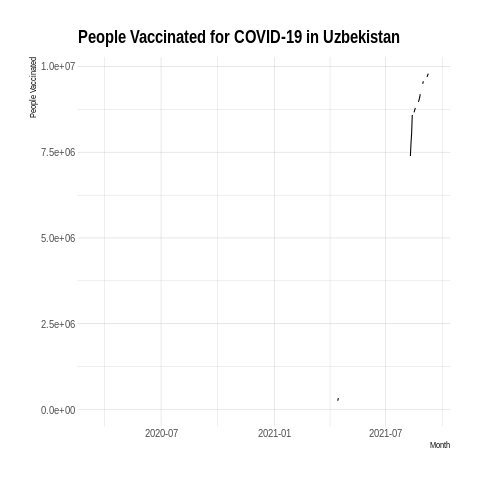 People Vaccinated for COVID-19 in Uzbekistan
People Vaccinated
1.0e+07
7.5e+06
5.0e+06
2.5e+06
0.0e+00
2020-07
2021-01
2021-07
Month